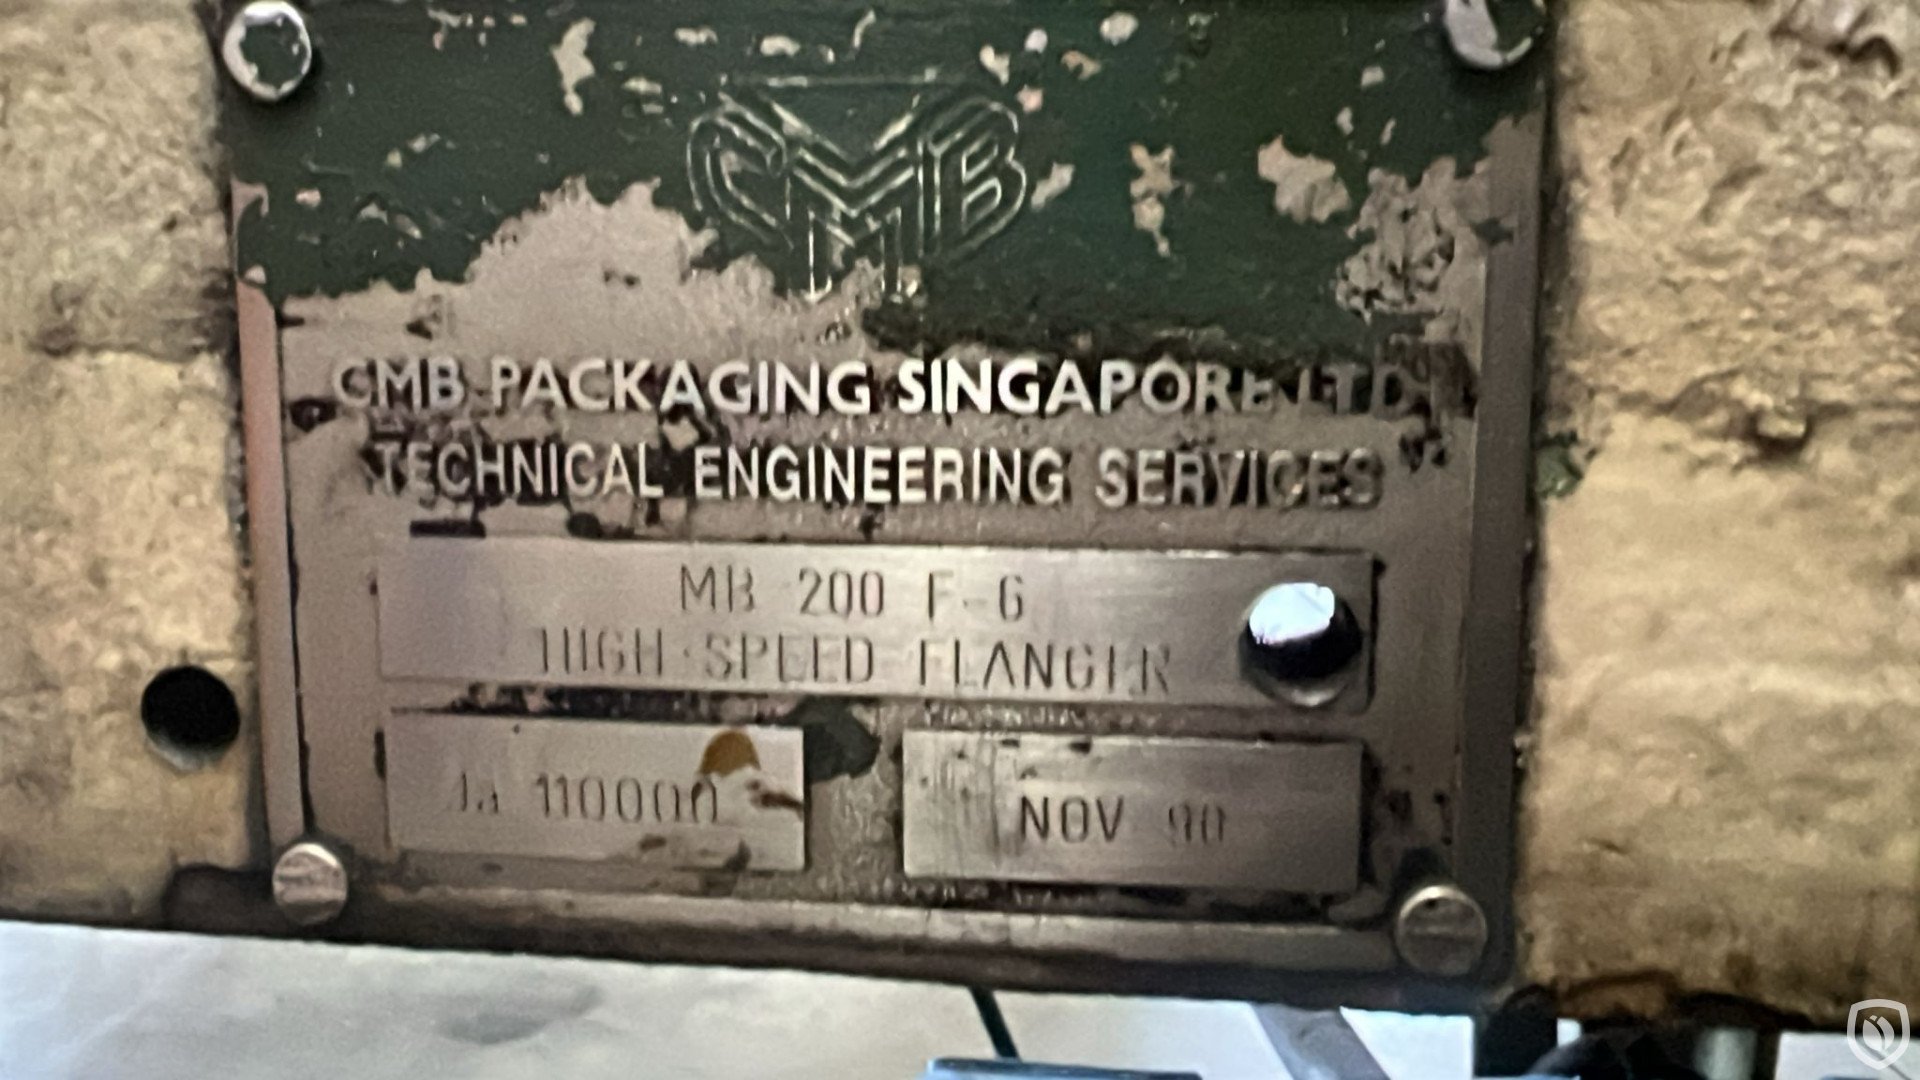 CMB
CMB PACKAGING SINGAPORE LTD
TECHNICAL ENGINEERING SERVICES
MB 200 F-6
HIGH SPEED FLANGER
110000
NOV 90